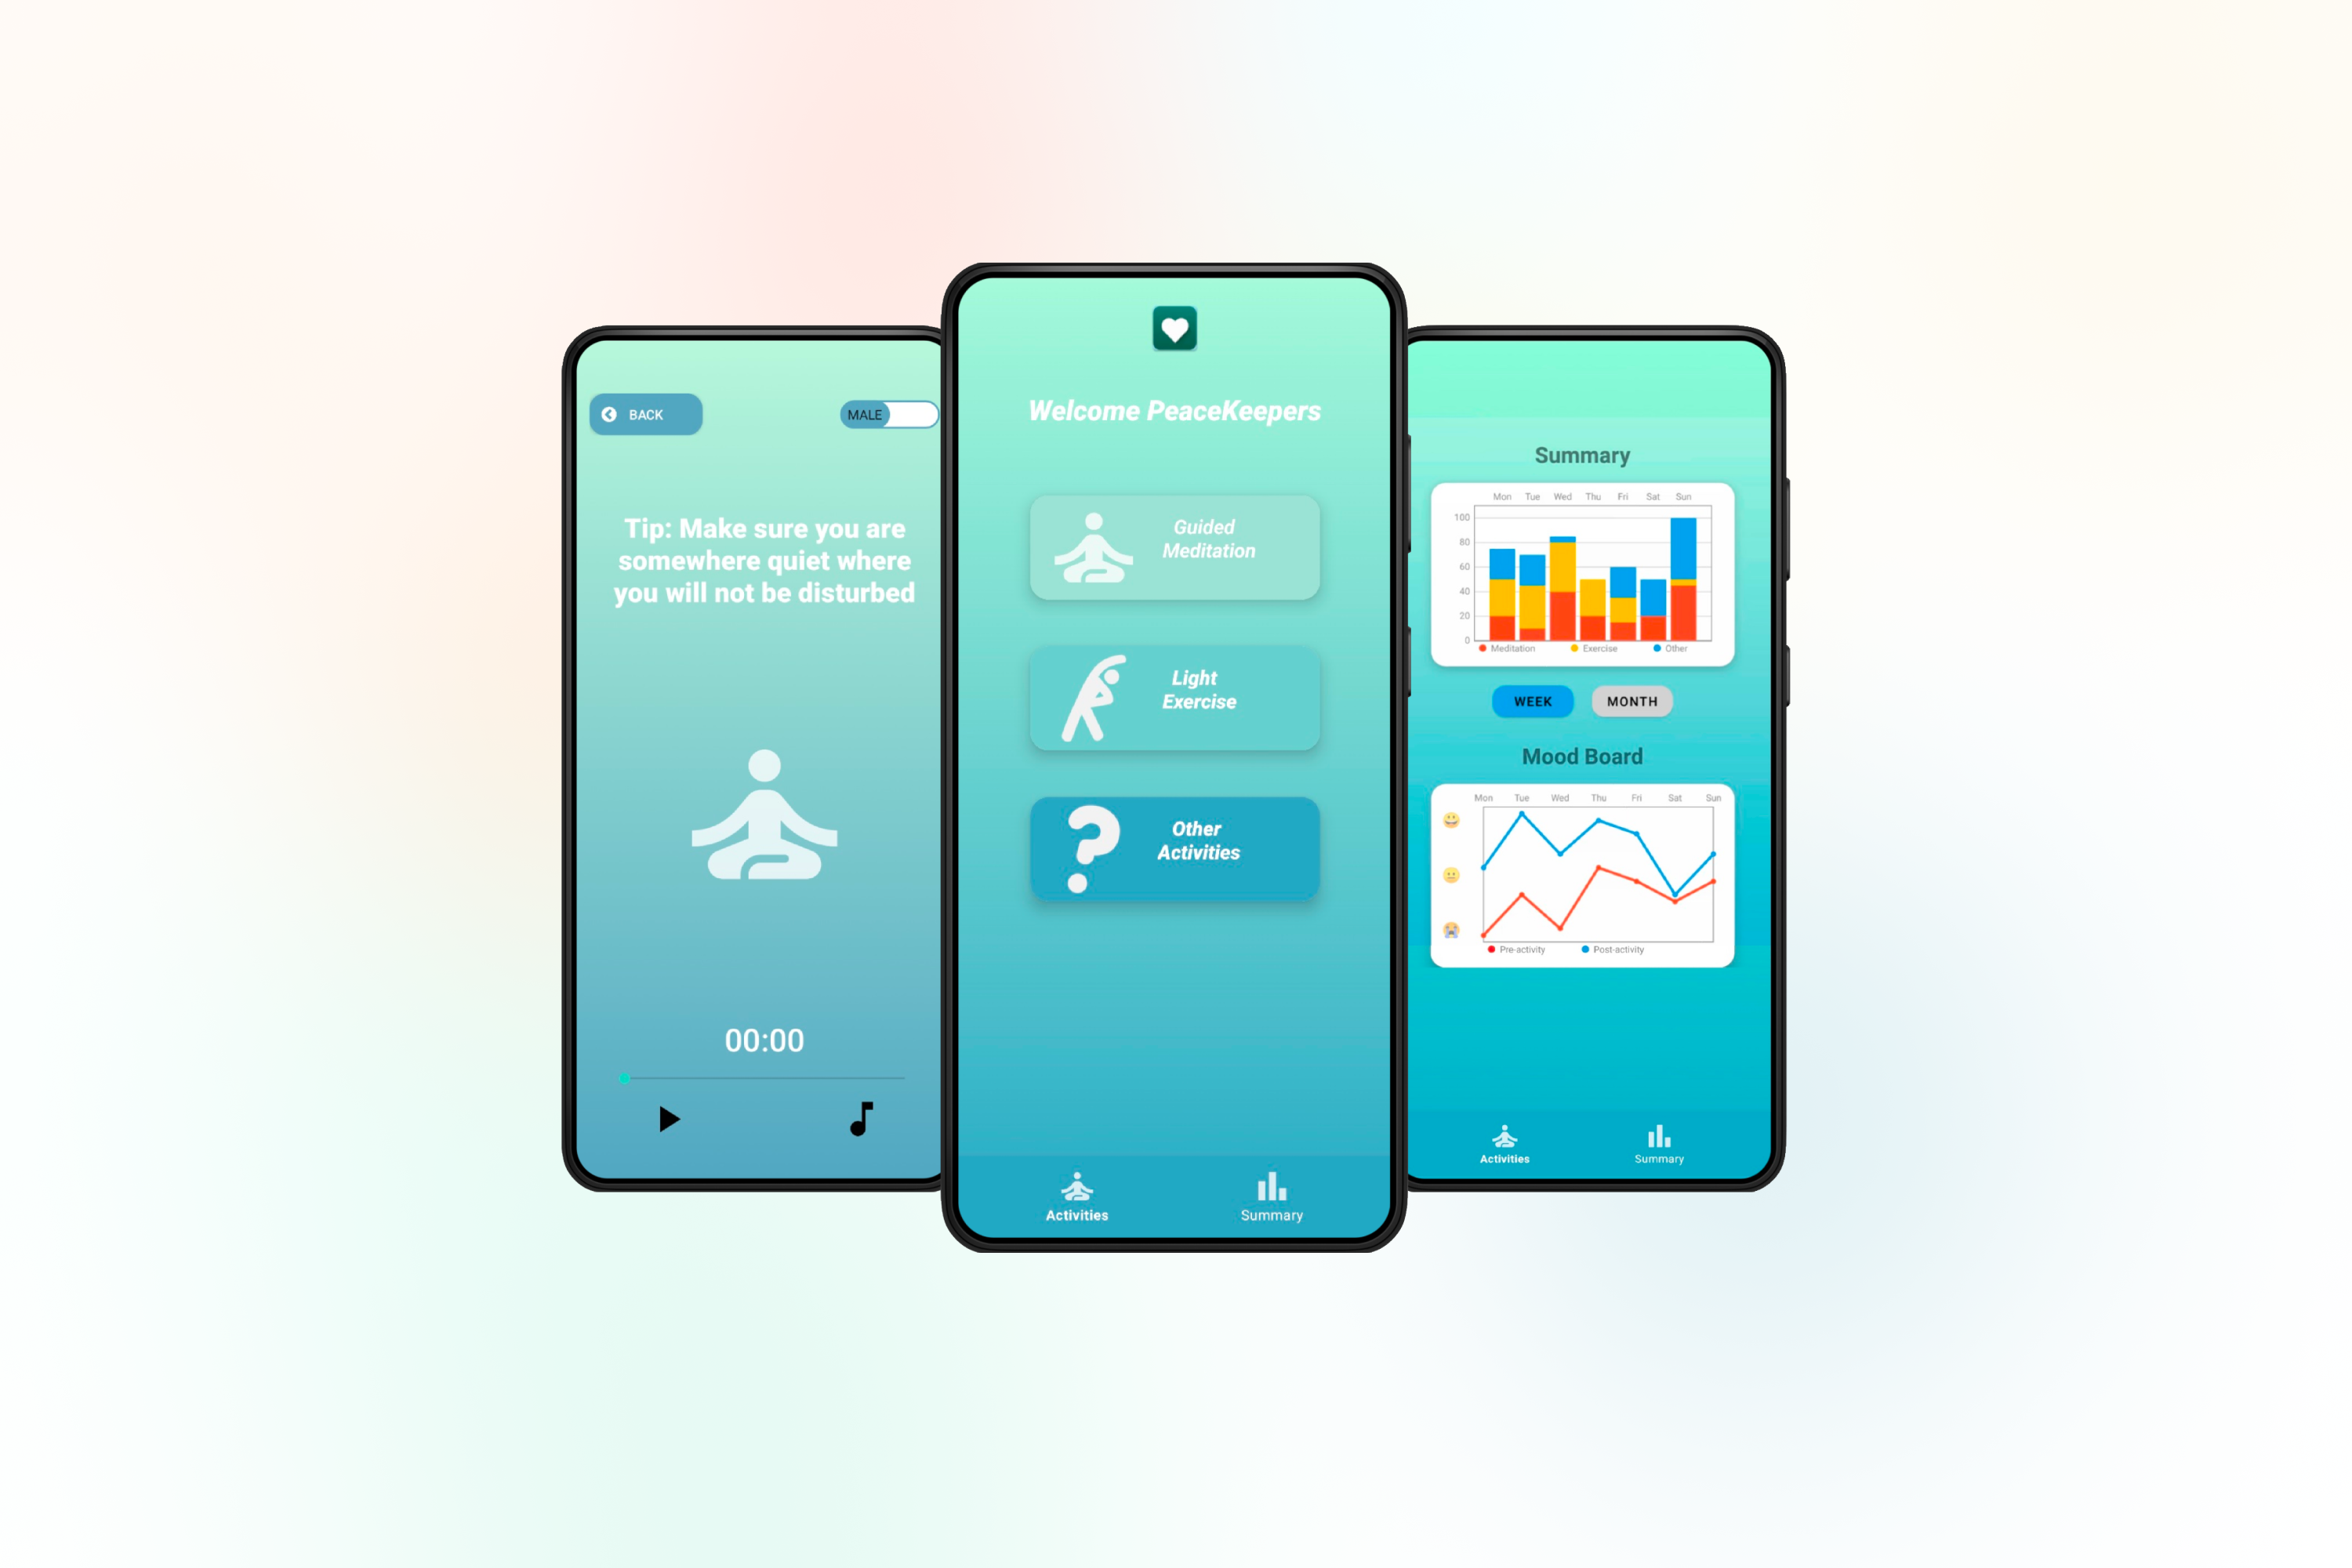 BACK
MALE
Tip: Make sure you are
somewhere quiet where
you will not be disturbed
00:00
Welcome PeaceKeepers
Guided
Meditation
Light
Exercise
Other
Activities
Activities Summary
Summary
Mon Tue Wed Thu Fri Sat Sun
100
80
60
40
20
0
Meditation Exercise Other
WEEK MONTH
Mood Board
Mon Tue Wed Thu Fri Sat Sun
Pre-activity Post-activity
Activities Summary